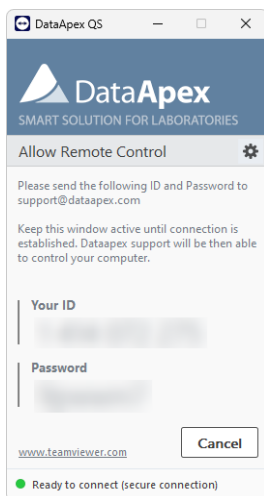 DataApex QS
DataApex
SMART SOLUTION FOR LABORATORIES
Allow Remote Control
Please send the following ID and Password to
support@dataapex.com
Keep this window active until connection is
established. Dataapex support will be then able
to control your computer.
Your ID
Password
www.teamviewer.com
Cancel
Ready to connect (secure connection)